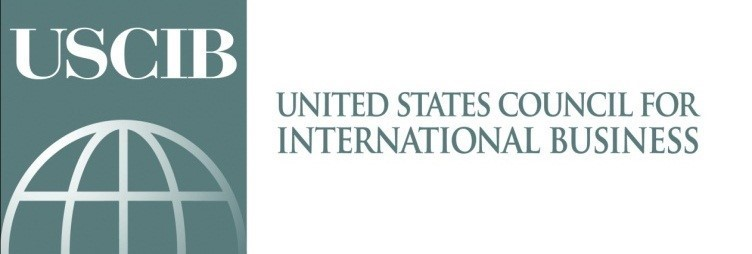 USCIB
UNITED STATES COUNCIL FOR
INTERNATIONAL BUSINESS